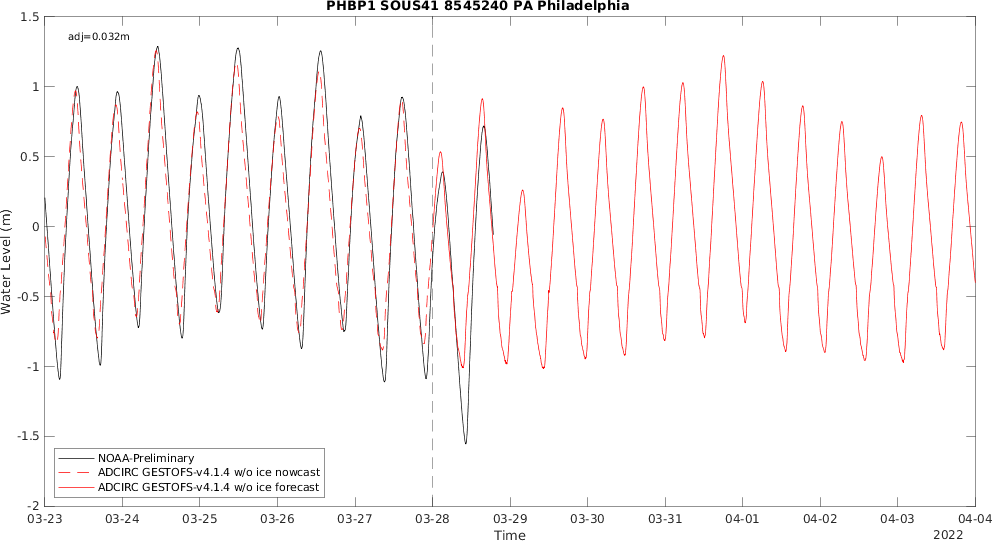 PHBP1 SOUS41 8545240 PA Philadelphia
adj=0.032m
1.5
1
0.5
0
-0.5
-1
-1.5
-2
Water Level (m)
NOAA-Preliminary
ADCIRC GESTOFS-v4.1.4 w/o ice nowcast
ADCIRC GESTOFS-v4.1.4 w/o ice forecast
03-23 03-24 03-25 03-26 03-27 03-28 03-29 03-30 03-31 04-01 04-02 04-03 04-04
Time
2022